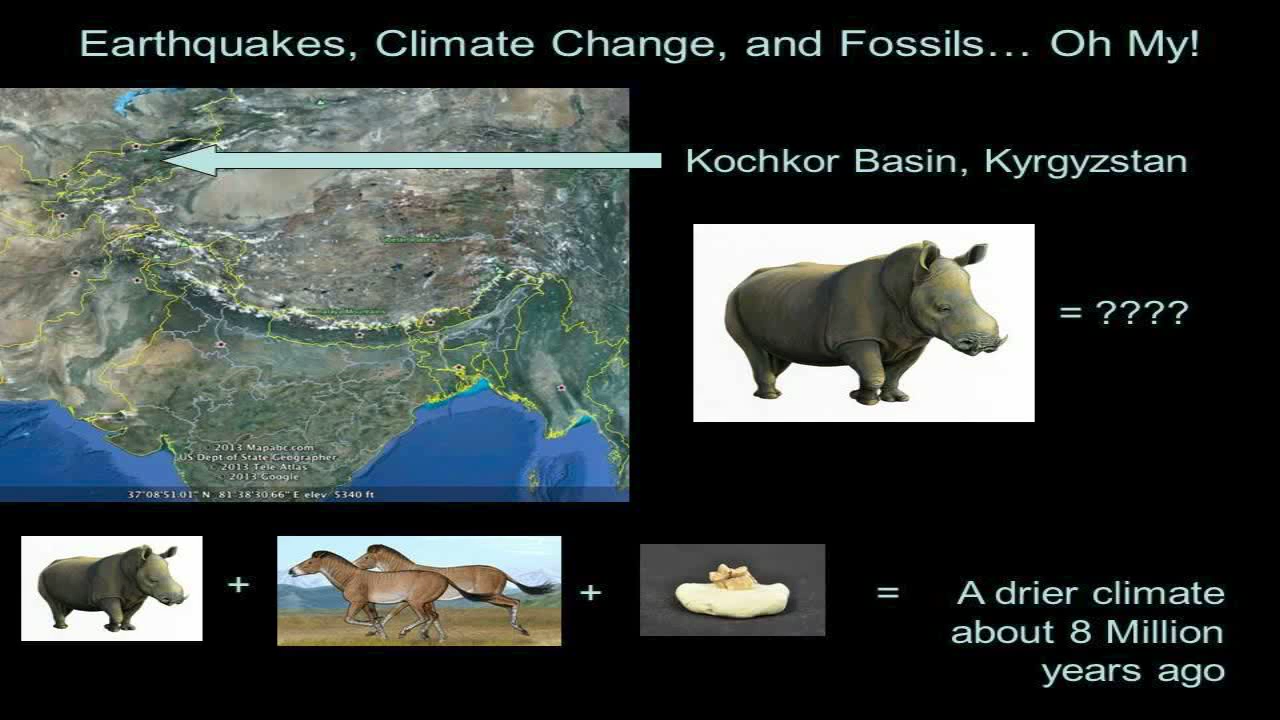 Earthquakes, Climate Change, and Fossils… Oh My!
Kochkor Basin, Kyrgyzstan
= ????
Himalaya Mountains
© 2013 Mapabc.com
US Dept of State Geographer
© 2013 Tele Atlas
© 2013 Google
37°08'51.01" N 81°38'30.66" E elev 5340 ft
+ + = A drier climate
about 8 Million
years ago